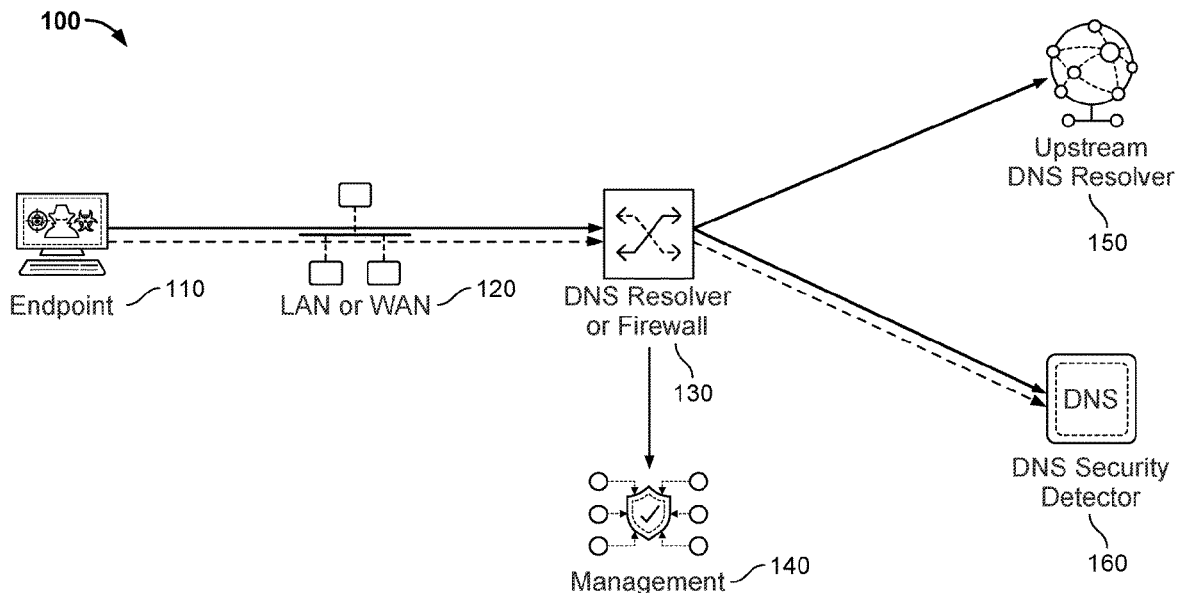 100
Upstream
DNS Resolver
150
Endpoint
110
LAN or WAN
120
DNS Resolver
or Firewall
130
DNS
DNS Security
Detector
160
Management
140